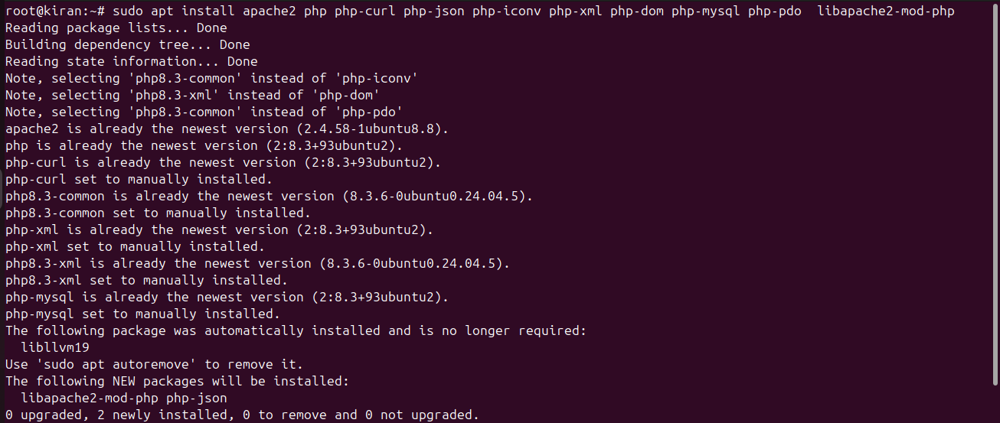 root@kiran:~# sudo apt install apache2 php php-curl php-json php-iconv php-xml php-dom php-mysql php-pdo  libapache2-mod-php
Reading package lists... Done
Building dependency tree... Done
Reading state information... Done
Note, selecting 'php8.3-common' instead of 'php-iconv'
Note, selecting 'php8.3-xml' instead of 'php-dom'
Note, selecting 'php8.3-common' instead of 'php-pdo'
apache2 is already the newest version (2.4.58-1ubuntu8.8).
php is already the newest version (2:8.3+93ubuntu2).
php-curl is already the newest version (2:8.3+93ubuntu2).
php-curl set to manually installed.
php8.3-common is already the newest version (8.3.6-0ubuntu0.24.04.5).
php8.3-common set to manually installed.
php-xml is already the newest version (2:8.3+93ubuntu2).
php-xml set to manually installed.
php8.3-xml is already the newest version (8.3.6-0ubuntu0.24.04.5).
php8.3-xml set to manually installed.
php-mysql is already the newest version (2:8.3+93ubuntu2).
php-mysql set to manually installed.
The following package was automatically installed and is no longer required:
  libllvm19
Use 'sudo apt autoremove' to remove it.
The following NEW packages will be installed:
  libapache2-mod-php php-json
0 upgraded, 2 newly installed, 0 to remove and 0 not upgraded.